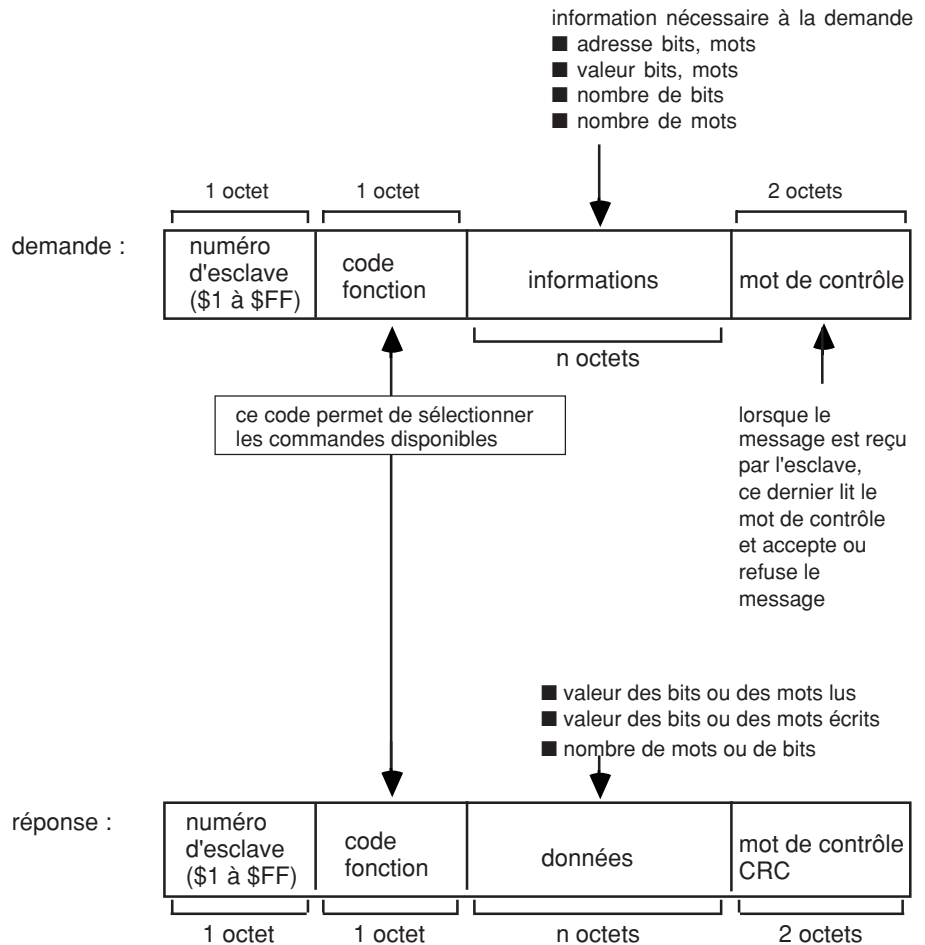 information nécessaire à la demande
■ adresse bits, mots
■ valeur bits, mots
■ nombre de bits
■ nombre de mots
1 octet
1 octet
2 octets
demande :
numéro
d'esclave
($1 à $FF)
code
fonction
informations
mot de contrôle
n octets
ce code permet de sélectionner
les commandes disponibles
lorsque le
message est reçu
par l'esclave,
ce dernier lit le
mot de contrôle
et accepte ou
refuse le
message
■ valeur des bits ou des mots lus
■ valeur des bits ou des mots écrits
■ nombre de mots ou de bits
réponse :
numéro
d'esclave
($1 à $FF)
code
fonction
données
mot de contrôle
CRC
1 octet
1 octet
n octets
2 octets